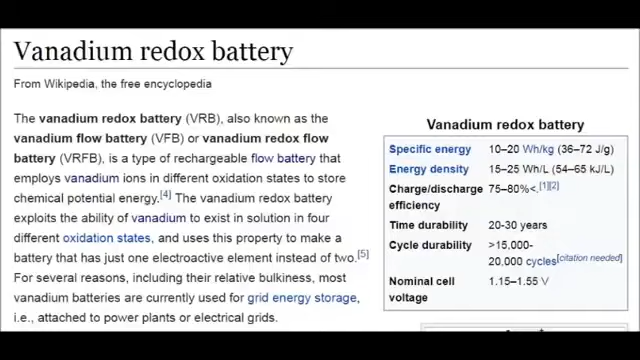 Vanadium redox battery
From Wikipedia, the free encyclopedia
The vanadium redox battery (VRB), also known as the
vanadium flow battery (VFB) or vanadium redox flow
battery (VRFB), is a type of rechargeable flow battery that
employs vanadium ions in different oxidation states to store
chemical potential energy.[4] The vanadium redox battery
exploits the ability of vanadium to exist in solution in four
different oxidation states, and uses this property to make a
battery that has just one electroactive element instead of two.[5]
For several reasons, including their relative bulkiness, most
vanadium batteries are currently used for grid energy storage,
i.e., attached to power plants or electrical grids.
Vanadium redox battery
Specific energy 10–20 Wh/kg (36–72 J/g)
Energy density 15–25 Wh/L (54–65 kJ/L)
Charge/discharge 75–80%<.[1][2]
efficiency
Time durability 20-30 years
Cycle durability >15,000-
20,000 cycles[citation needed]
Nominal cell 1.15–1.55 V
voltage